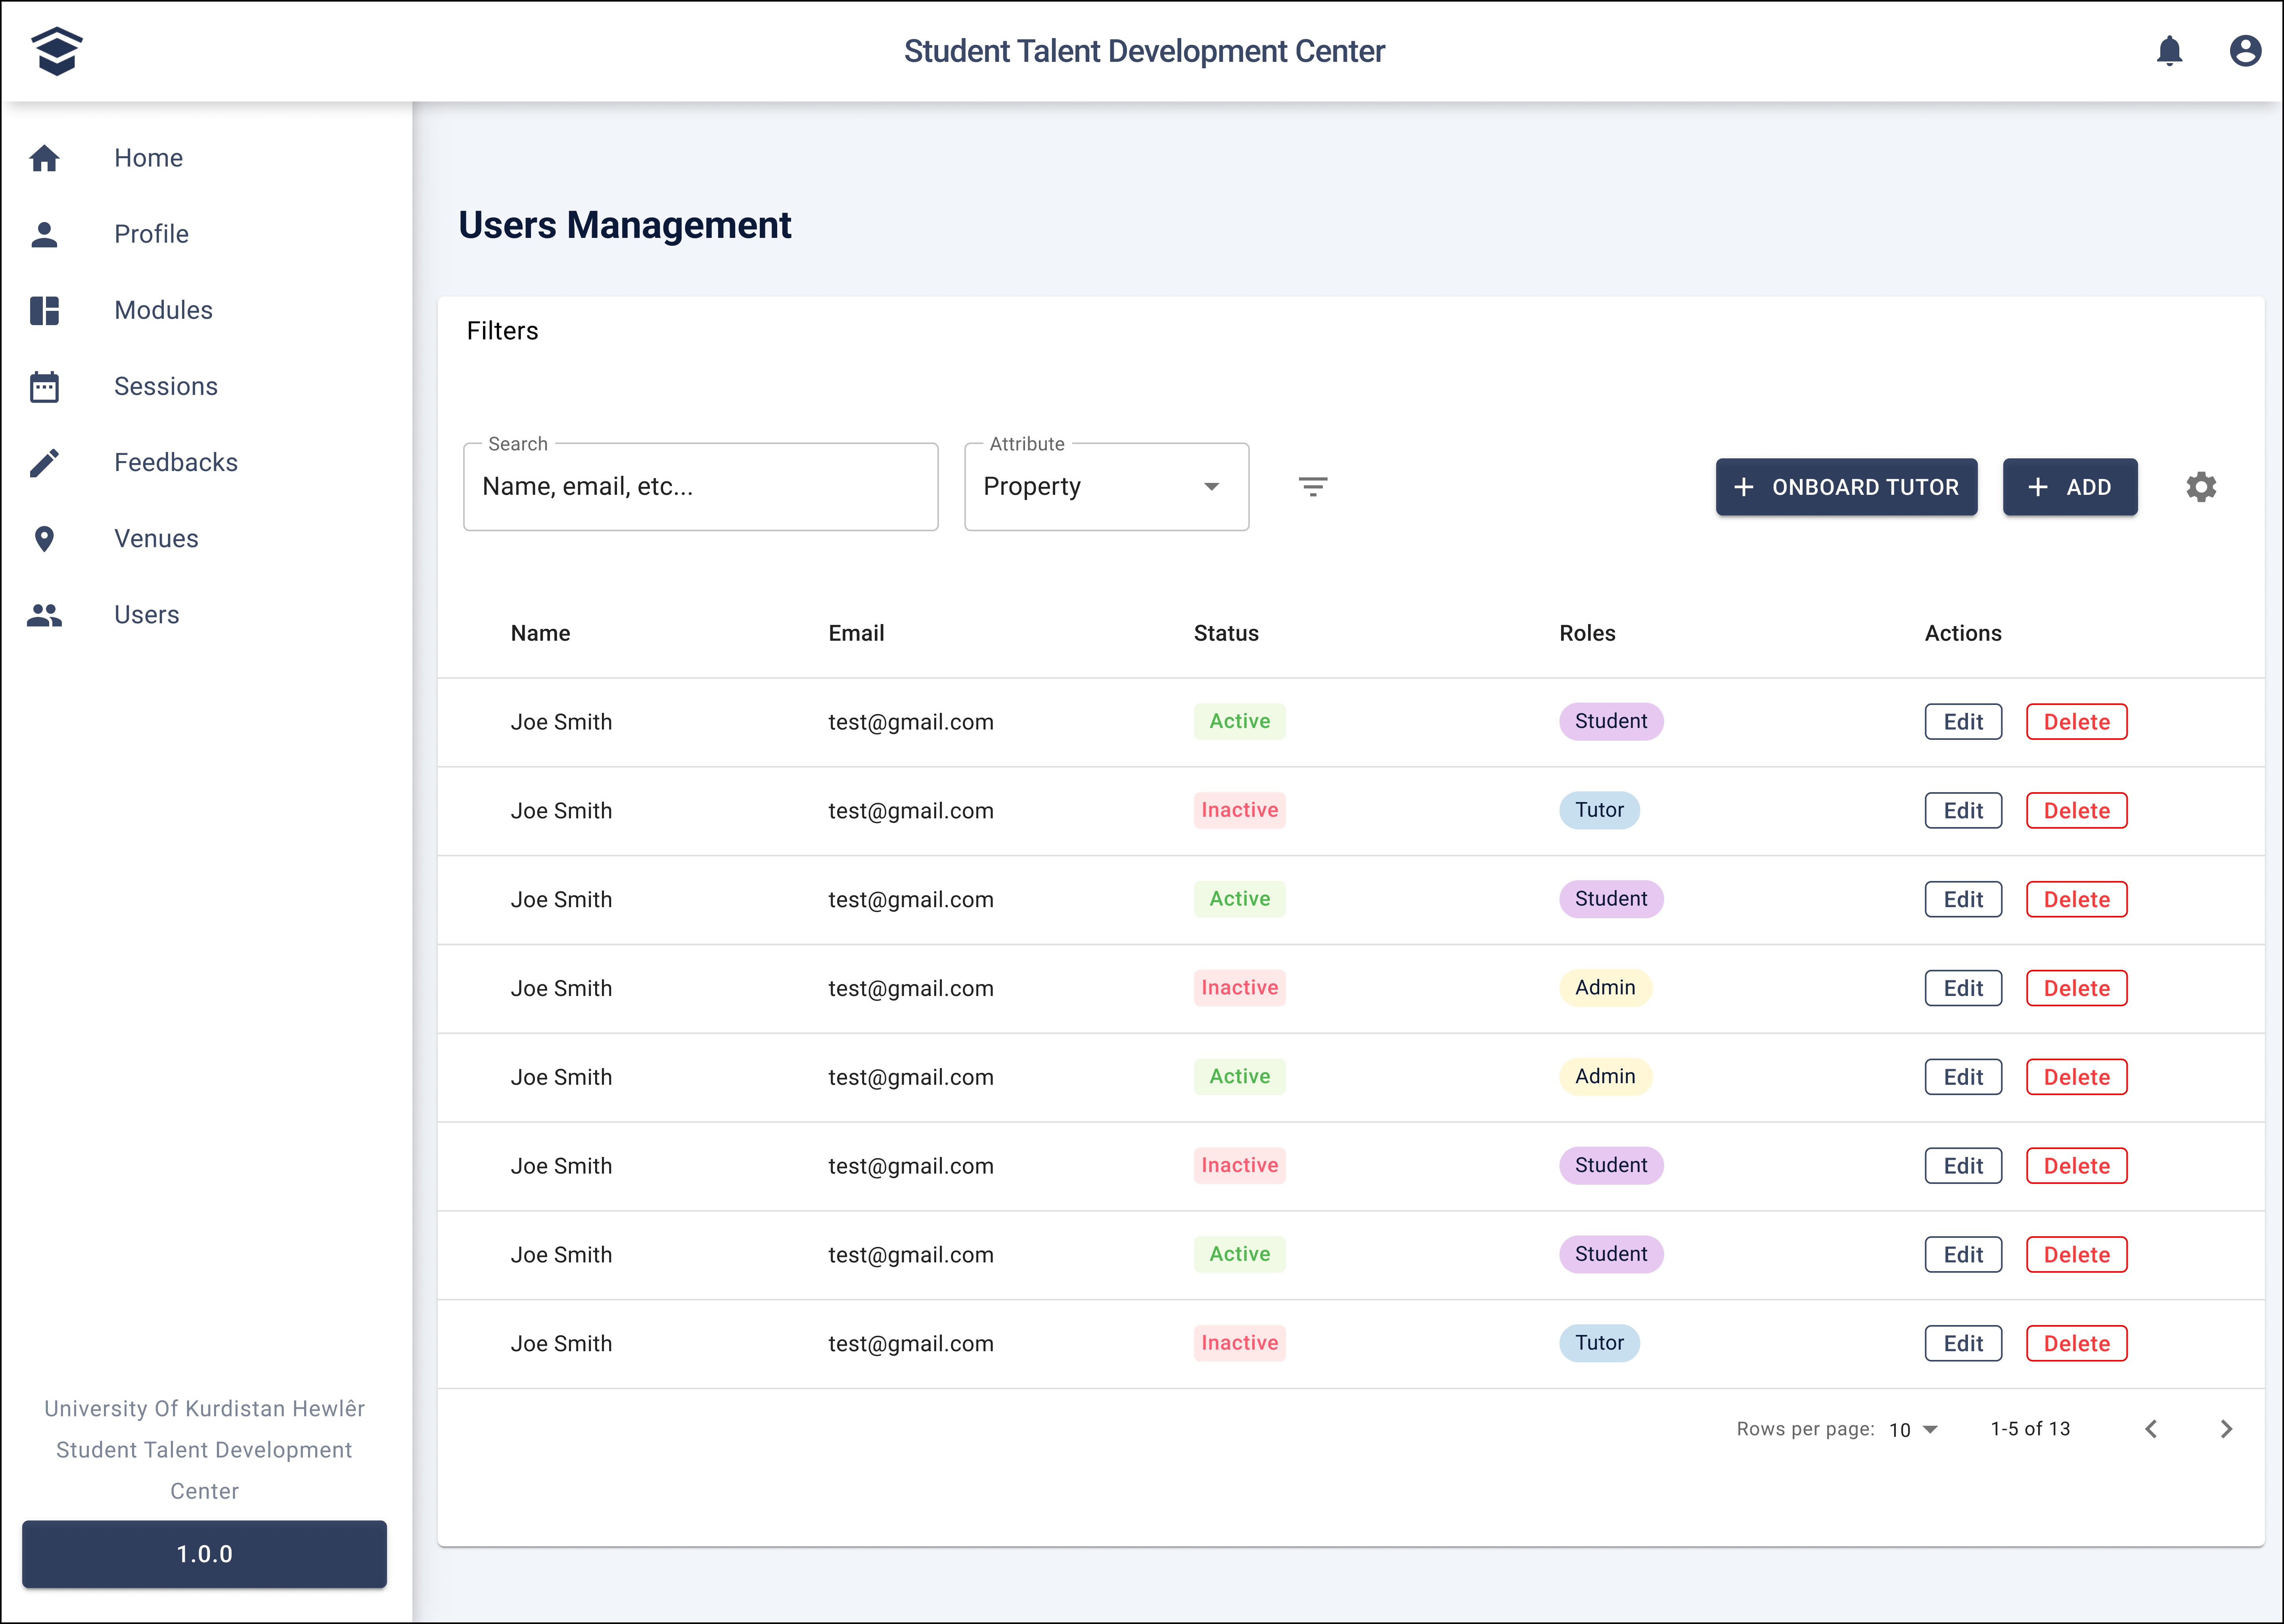 Student Talent Development Center
Home
Profile
Modules
Sessions
Feedbacks
Venues
Users
University Of Kurdistan Hewlêr
Student Talent Development
Center
1.0.0
Users Management
Filters
Search
Name, email, etc...
Attribute
Property
+ ONBOARD TUTOR
+ ADD
Name Email Status Roles Actions
Joe Smith test@gmail.com Active Student Edit Delete
Joe Smith test@gmail.com Inactive Tutor Edit Delete
Joe Smith test@gmail.com Active Student Edit Delete
Joe Smith test@gmail.com Inactive Admin Edit Delete
Joe Smith test@gmail.com Active Admin Edit Delete
Joe Smith test@gmail.com Inactive Student Edit Delete
Joe Smith test@gmail.com Active Student Edit Delete
Joe Smith test@gmail.com Inactive Tutor Edit Delete
Rows per page: 10 1-5 of 13